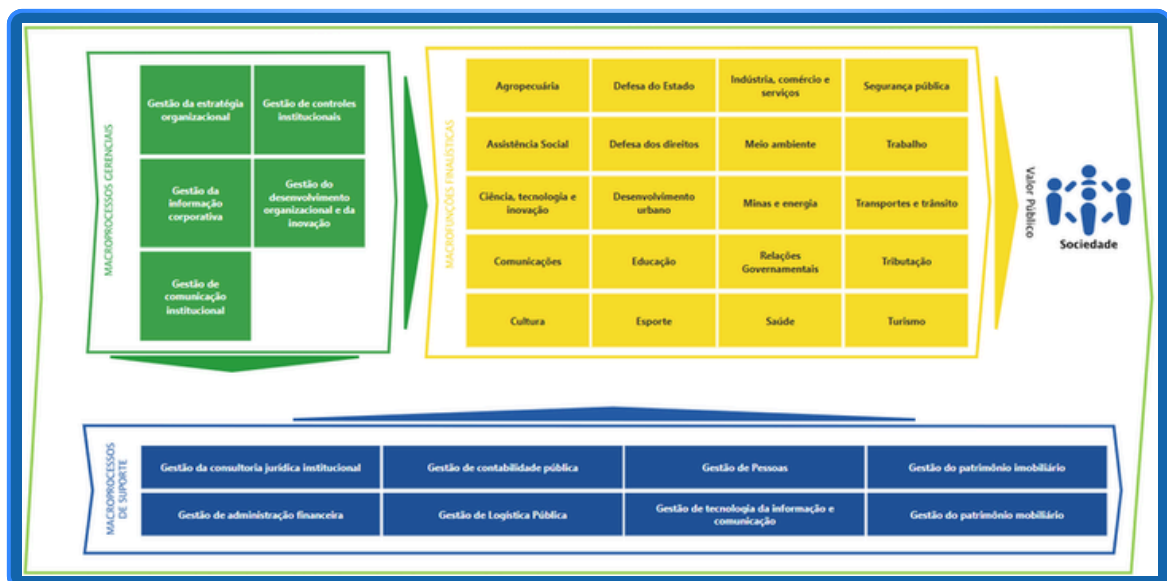 MACROPROCESSOS GERENCIAIS
Gestão da estratégia
organizacional
Gestão de controles
institucionais
Gestão da
informação
corporativa
Gestão do
desenvolvimento
organizacional e da
inovação
Gestão de
comunicação
institucional
MACROFUNÇÕES FINALÍSTICAS
Agropecuária
Defesa do Estado
Indústria, comércio e
serviços
Segurança pública
Assistência Social
Defesa dos direitos
Meio ambiente
Trabalho
Ciência, tecnologia e
inovação
Desenvolvimento
urbano
Minas e energia
Transportes e trânsito
Comunicações
Educação
Relações
Governamentais
Tributação
Cultura
Esporte
Saúde
Turismo
Valor Público
Sociedade
MACROPROCESSOS
DE SUPORTE
Gestão da consultoria jurídica institucional
Gestão de contabilidade pública
Gestão de Pessoas
Gestão do patrimônio imobiliário
Gestão de administração financeira
Gestão de Logística Pública
Gestão de tecnologia da informação e
comunicação
Gestão do patrimônio mobiliário